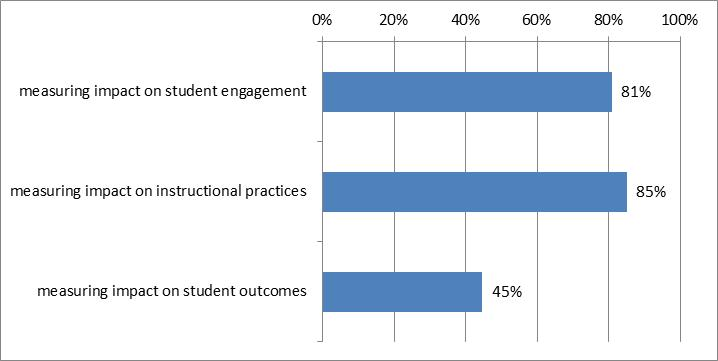 0% 20% 40% 60% 80% 100%
measuring impact on student engagement 81%
measuring impact on instructional practices 85%
measuring impact on student outcomes 45%